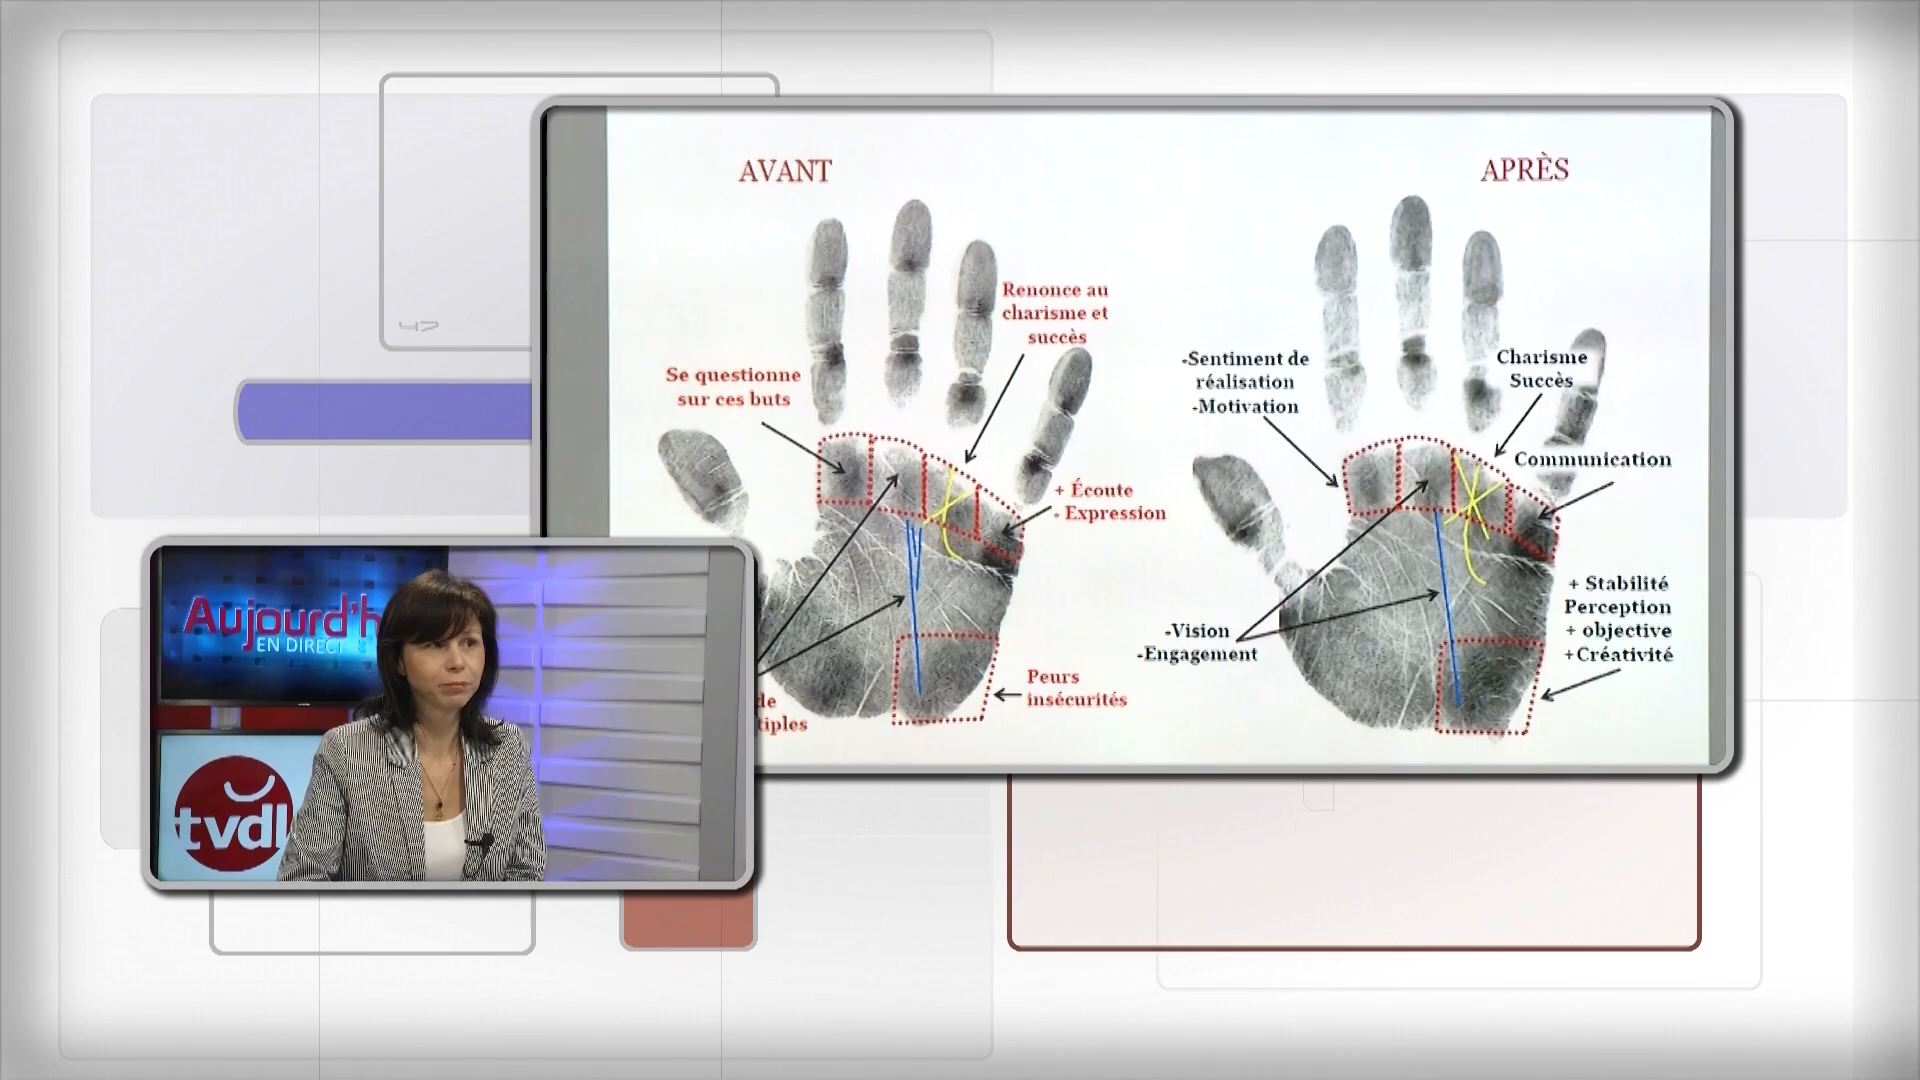 AVANT
APRÈS
Renonce au
charisme et
succès
Se questionne
sur ces buts
+ Écoute
- Expression
Peurs
insécurités
de
tiples
-Sentiment de
réalisation
-Motivation
Charisme
Succès
Communication
-Vision
-Engagement
+ Stabilité
Perception
+ objective
+Créativité
47
Aujourd'h
EN DIRECT
tvdl